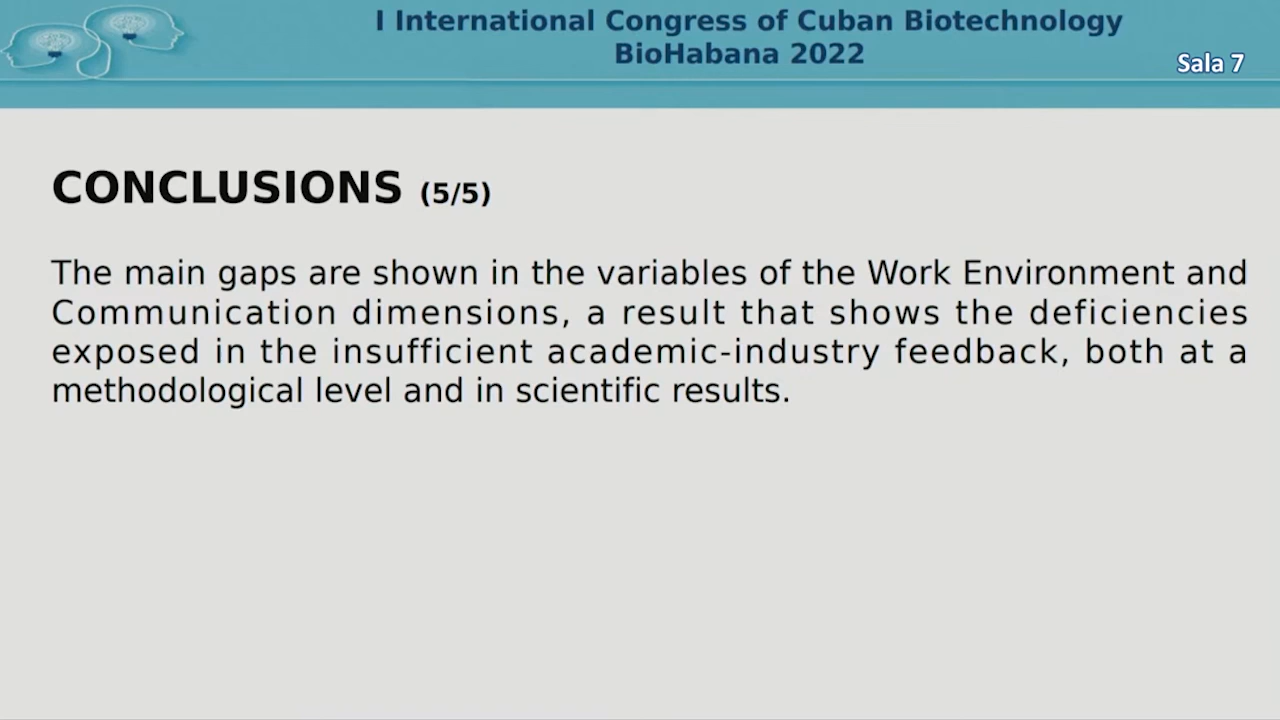 I International Congress of Cuban Biotechnology
BioHabana 2022
Sala 7
CONCLUSIONS (5/5)
The main gaps are shown in the variables of the Work Environment and
Communication dimensions, a result that shows the deficiencies
exposed in the insufficient academic-industry feedback, both at a
methodological level and in scientific results.